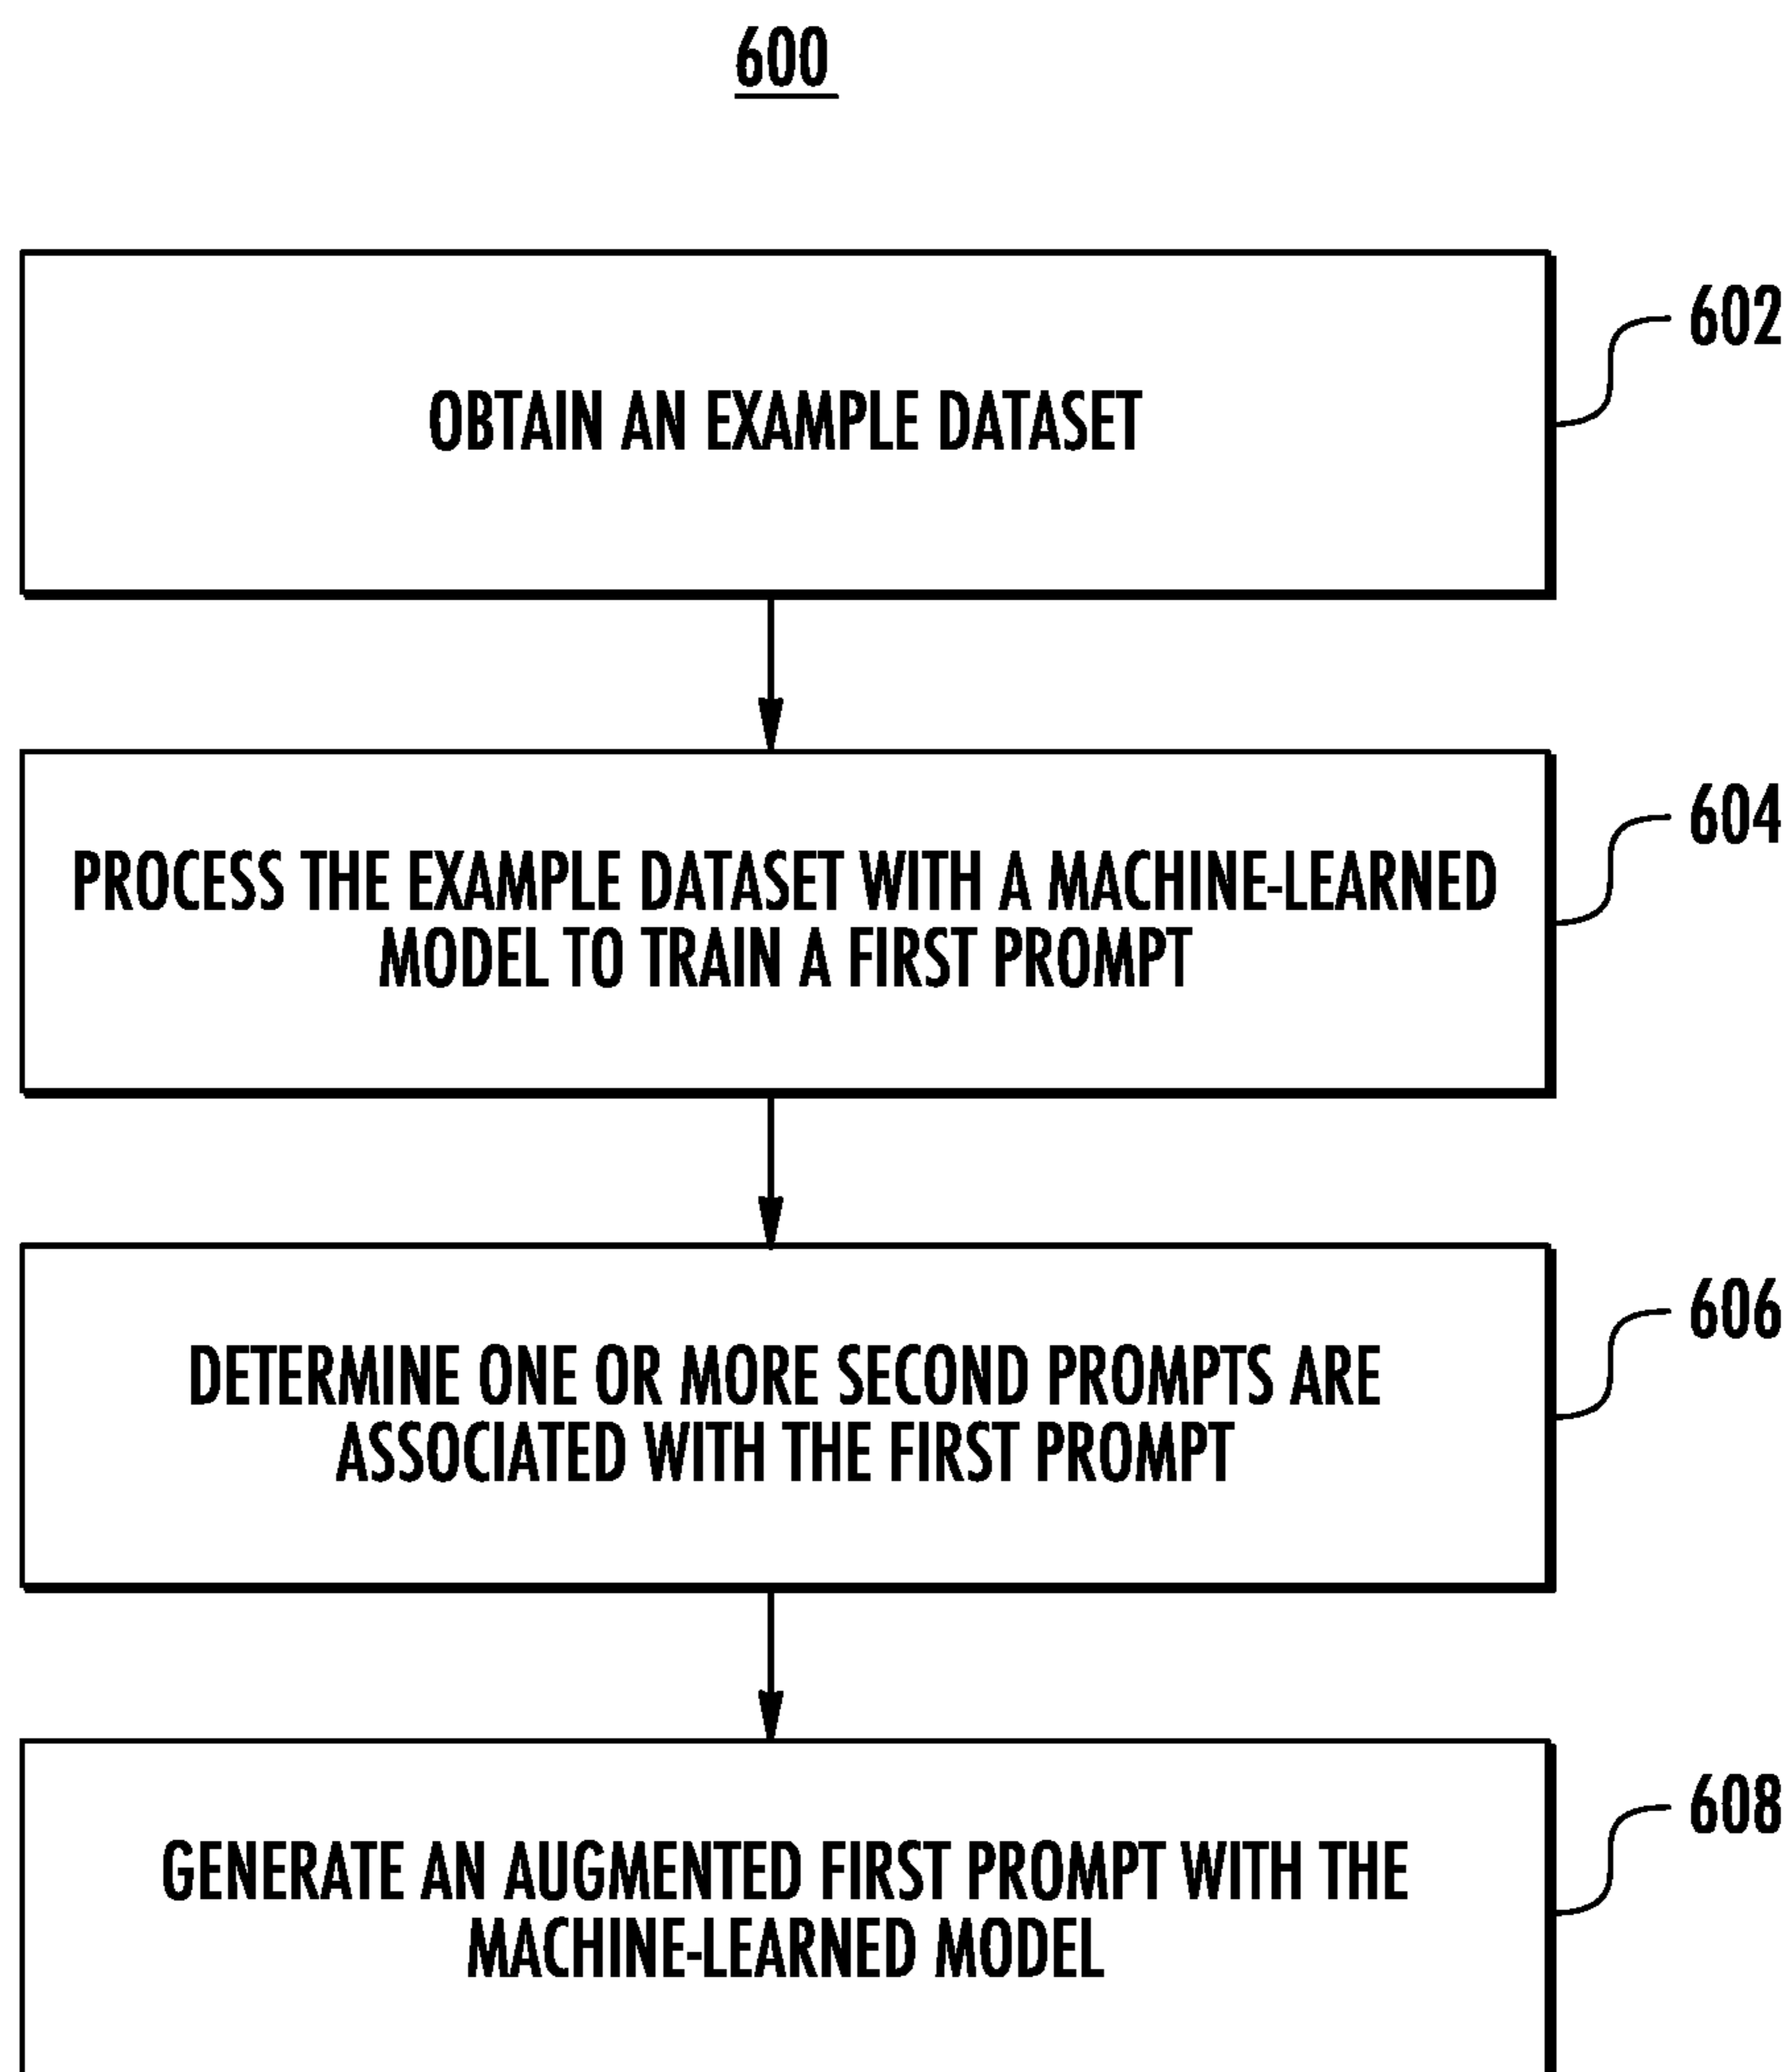 600
OBTAIN AN EXAMPLE DATASET
602
PROCESS THE EXAMPLE DATASET WITH A MACHINE-LEARNED
MODEL TO TRAIN A FIRST PROMPT
604
DETERMINE ONE OR MORE SECOND PROMPTS ARE
ASSOCIATED WITH THE FIRST PROMPT
606
GENERATE AN AUGMENTED FIRST PROMPT WITH THE
MACHINE-LEARNED MODEL
608